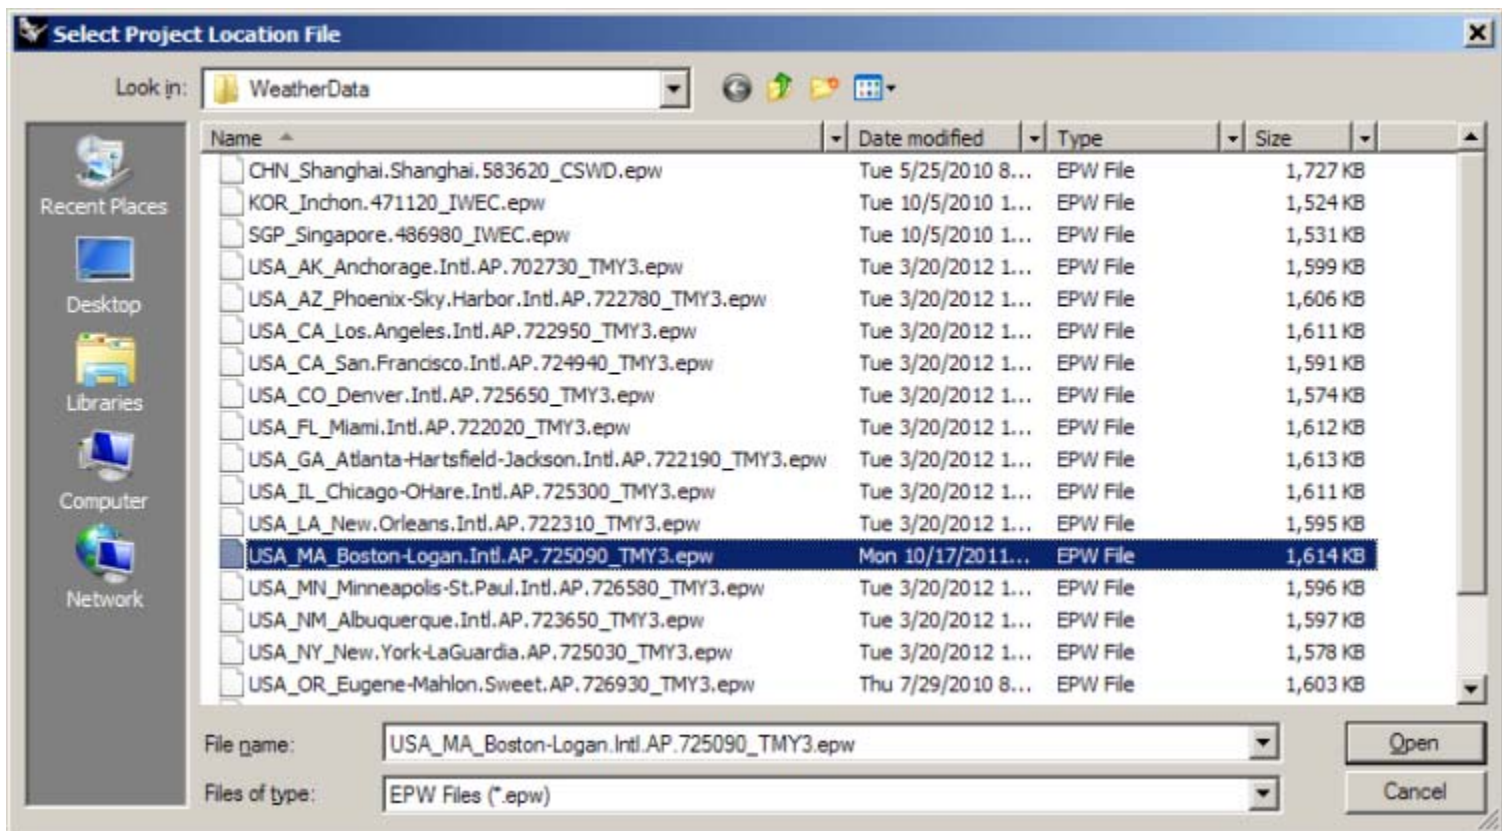 Select Project Location File
Look in: WeatherData
Name Date modified Type Size
CHN_Shanghai.Shanghai.583620_CSWD.epw Tue 5/25/2010 8... EPW File 1,727 KB
KOR_Inchon.471120_IWEC.epw Tue 10/5/2010 1... EPW File 1,524 KB
Recent Places
SGP_Singapore.486980_IWEC.epw Tue 10/5/2010 1... EPW File 1,531 KB
USA_AK_Anchorage.Intl.AP.702730_TMY3.epw Tue 3/20/2012 1... EPW File 1,599 KB
Desktop
USA_AZ_Phoenix-Sky.Harbor.Intl.AP.722780_TMY3.epw Tue 3/20/2012 1... EPW File 1,606 KB
USA_CA_Los.Angeles.Intl.AP.722950_TMY3.epw Tue 3/20/2012 1... EPW File 1,611 KB
USA_CA_San.Francisco.Intl.AP.724940_TMY3.epw Tue 3/20/2012 1... EPW File 1,591 KB
USA_CO_Denver.Intl.AP.725650_TMY3.epw Tue 3/20/2012 1... EPW File 1,574 KB
Libraries
USA_FL_Miami.Intl.AP.722020_TMY3.epw Tue 3/20/2012 1... EPW File 1,612 KB
USA_GA_Atlanta-Hartsfield-Jackson.Intl.AP.722190_TMY3.epw Tue 3/20/2012 1... EPW File 1,613 KB
USA_IL_Chicago-OHare.Intl.AP.725300_TMY3.epw Tue 3/20/2012 1... EPW File 1,611 KB
Computer
USA_LA_New.Orleans.Intl.AP.722310_TMY3.epw Tue 3/20/2012 1... EPW File 1,595 KB
USA_MA_Boston-Logan.Intl.AP.725090_TMY3.epw Mon 10/17/2011... EPW File 1,614 KB
USA_MN_Minneapolis-St.Paul.Intl.AP.726580_TMY3.epw Tue 3/20/2012 1... EPW File 1,596 KB
Network
USA_NM_Albuquerque.Intl.AP.723650_TMY3.epw Tue 3/20/2012 1... EPW File 1,597 KB
USA_NY_New.York-LaGuardia.AP.725030_TMY3.epw Tue 3/20/2012 1... EPW File 1,578 KB
USA_OR_Eugene-Mahlon.Sweet.AP.726930_TMY3.epw Thu 7/29/2010 8... EPW File 1,603 KB
File name: USA_MA_Boston-Logan.Intl.AP.725090_TMY3.epw Open
Files of type: EPW Files (*.epw) Cancel